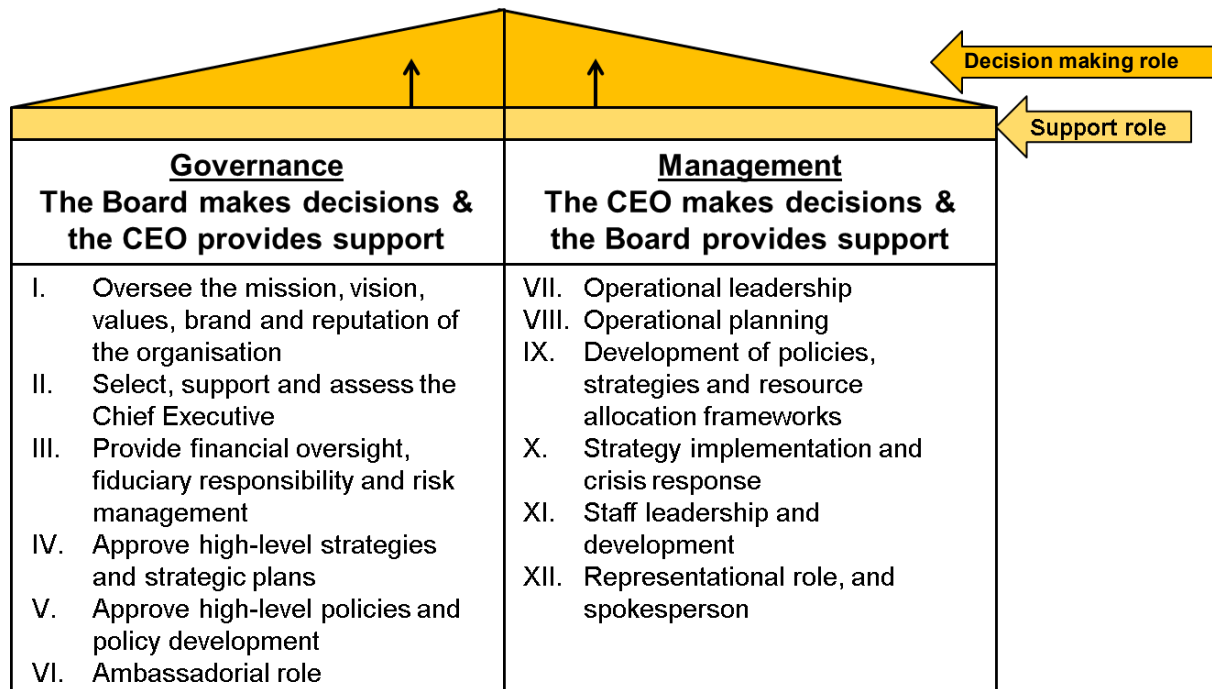 Decision making role
Support role
Governance
The Board makes decisions &
the CEO provides support
I. Oversee the mission, vision,
values, brand and reputation of
the organisation
II. Select, support and assess the
Chief Executive
III. Provide financial oversight,
fiduciary responsibility and risk
management
IV. Approve high-level strategies
and strategic plans
V. Approve high-level policies and
policy development
VI. Ambassadorial role
Management
The CEO makes decisions &
the Board provides support
VII. Operational leadership
VIII. Operational planning
IX. Development of policies,
strategies and resource
allocation frameworks
X. Strategy implementation and
crisis response
XI. Staff leadership and
development
XII. Representational role, and
spokesperson